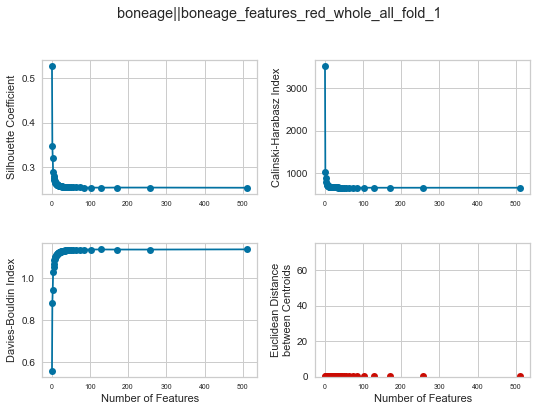 boneage||boneage_features_red_whole_all_fold_1
Silhouette Coefficient
0.5
0.4
0.3
0 100 200 300 400 500
Calinski-Harabasz Index
3000
2000
1000
0 100 200 300 400 500
Davies-Bouldin Index
1.0
0.8
0.6
0 100 200 300 400 500
Number of Features
Euclidean Distance
between Centroids
60
40
20
0
0 100 200 300 400 500
Number of Features